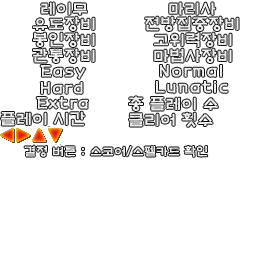 레이무 마리사
유도장비 전방집중장비
봉인장비 고위력장비
관통장비 마법사장비
Easy Normal
Hard Lunatic
Extra 총 플레이 수
플레이 시간 클리어 횟수
결정 버튼 : 스코어/스펠카드 확인